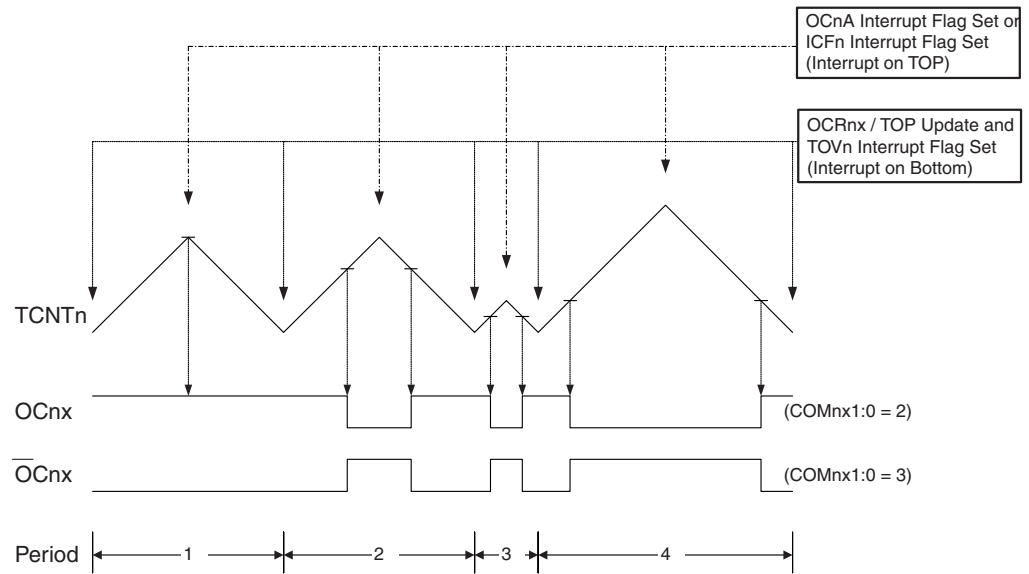 OCnA Interrupt Flag Set or
ICFn Interrupt Flag Set
(Interrupt on TOP)
OCRnx / TOP Update and
TOVn Interrupt Flag Set
(Interrupt on Bottom)
TCNTn
OCnx
(COMnx1:0 = 2)
O̅Cnx
(COMnx1:0 = 3)
Period
1
2
3
4